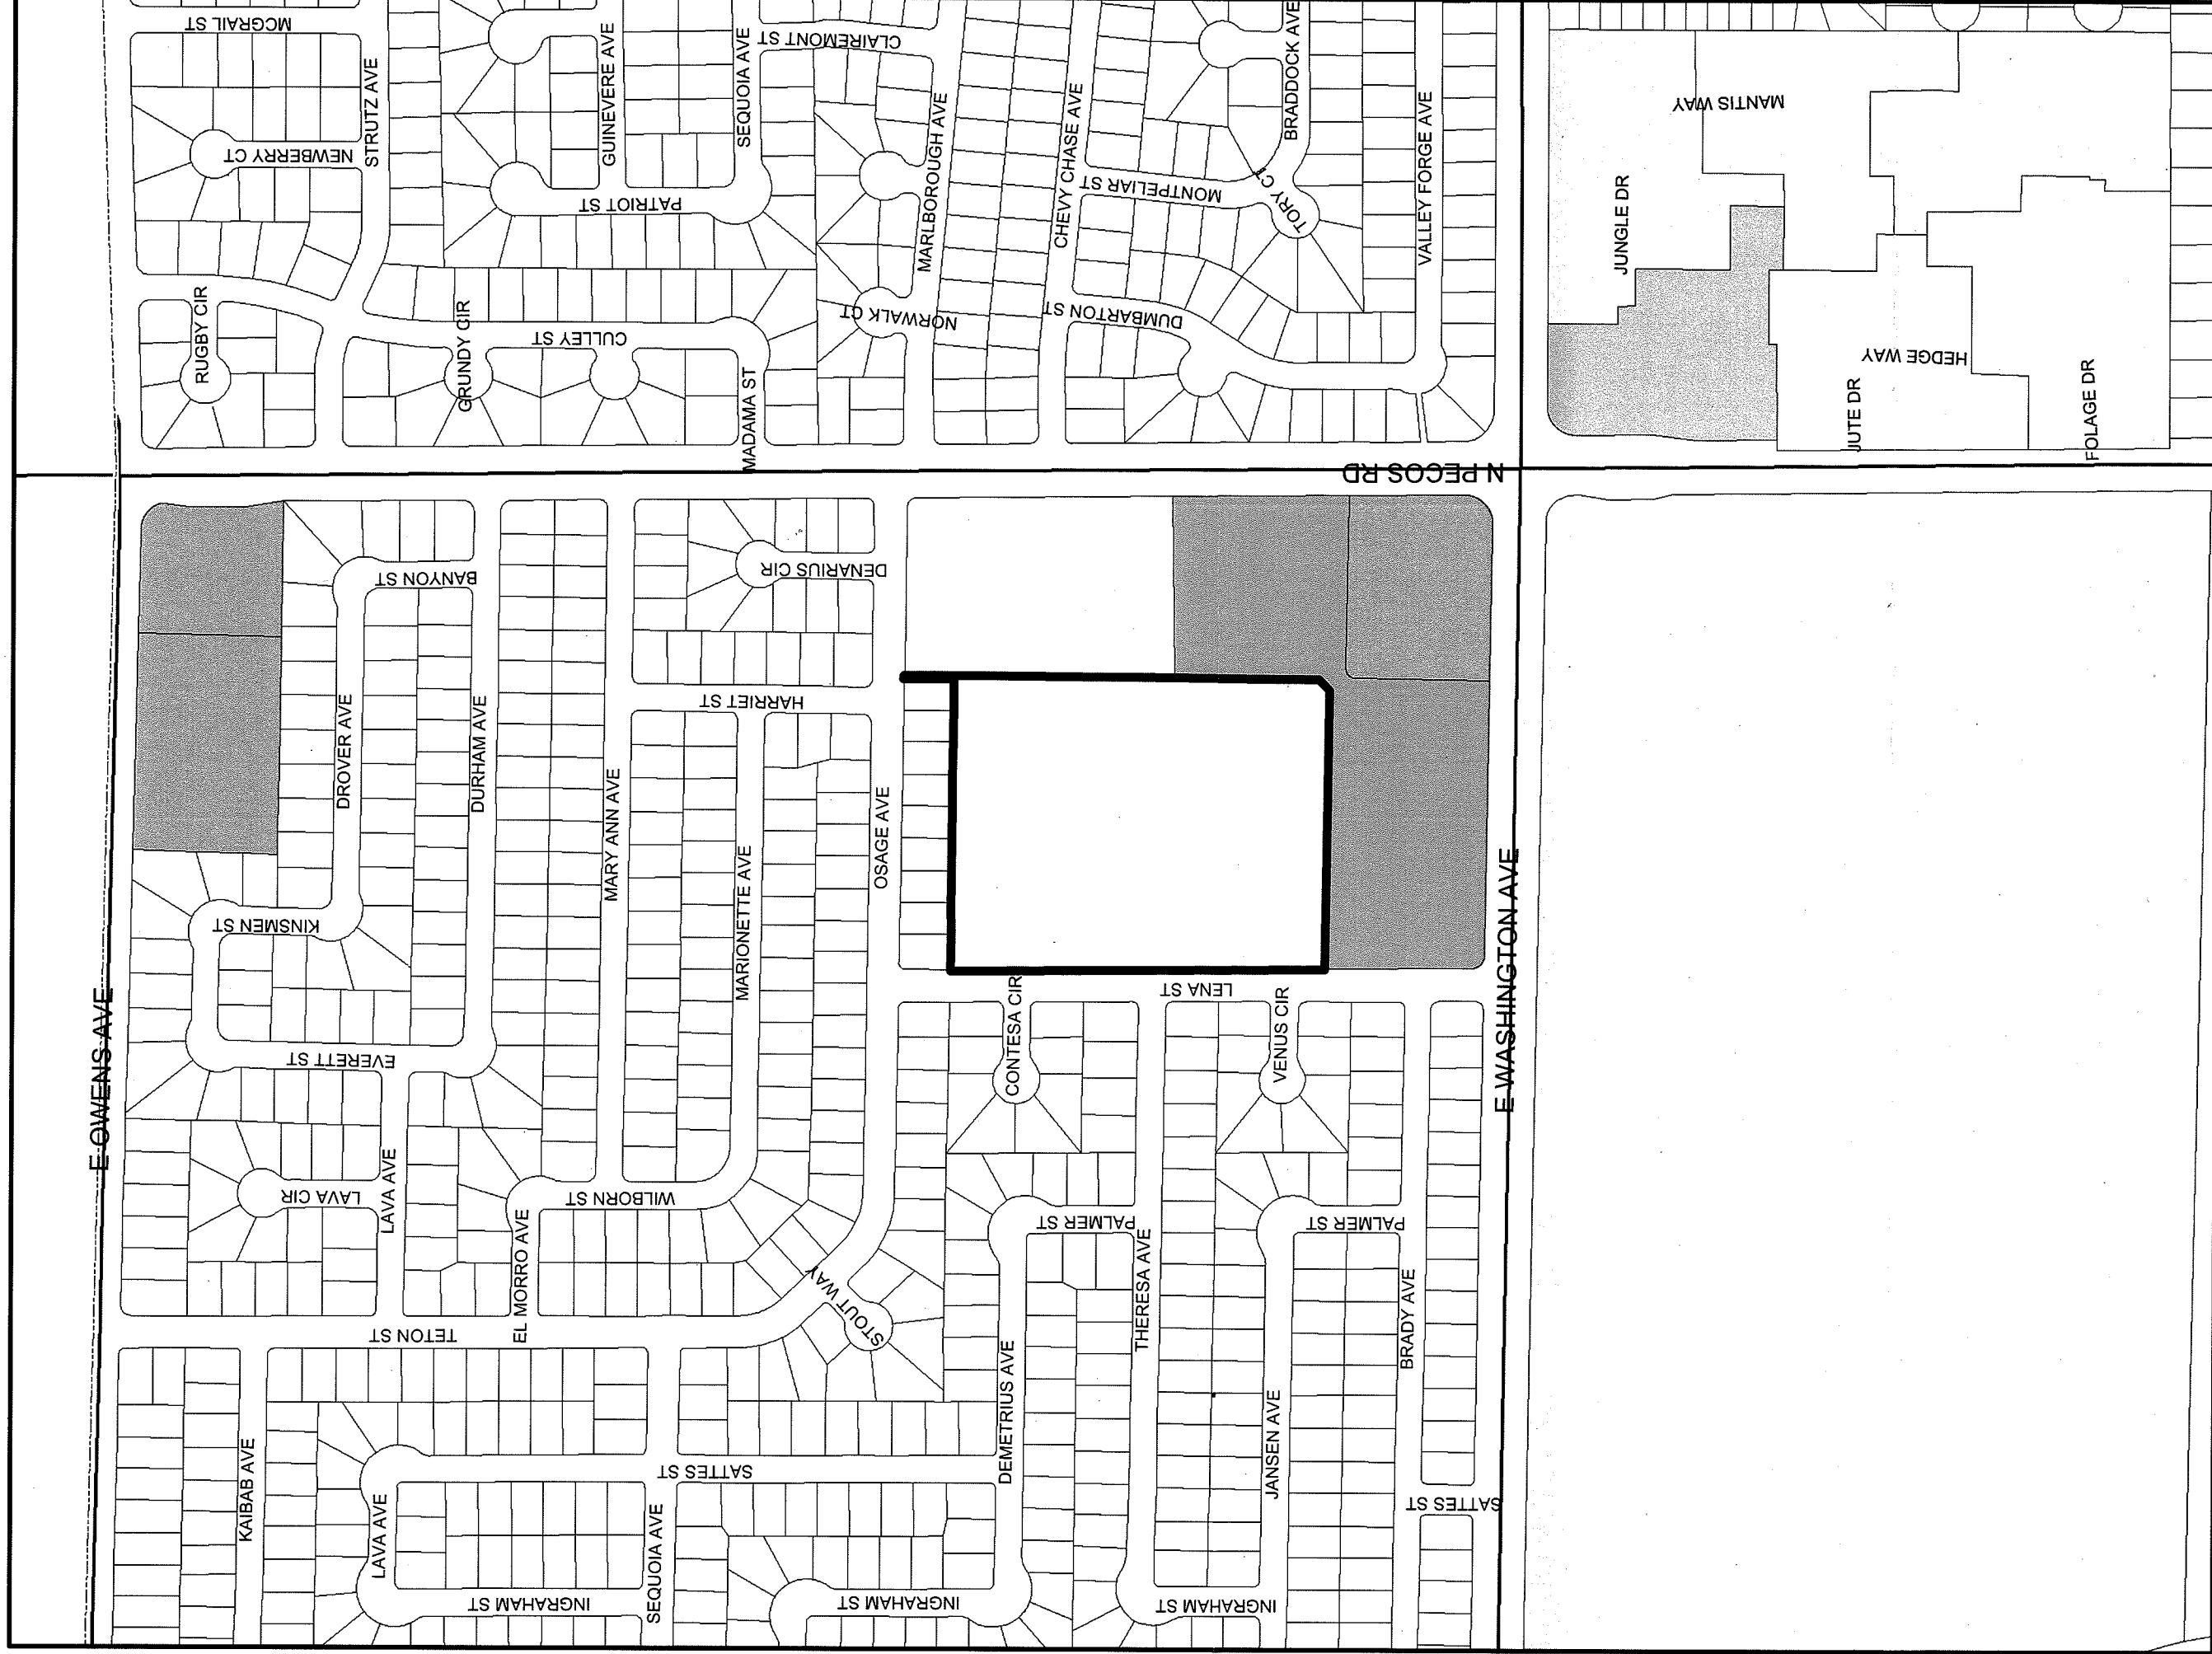 MCGRAIL ST
STRUTZ AVE
GUINEVERE AVE
SEQUOIA AVE
CLAIREMONT ST
BRADDOCK AVE
NEWBERRY CT
PATRIOT ST
MARLBOROUGH AVE
CHEVY CHASE AVE
MONTPELIAR ST
TORY CT
VALLEY FORGE AVE
MANTIS WAY
JUNGLE DR
RUGBY CIR
GRUNDY CIR
CULLEY ST
MADAMA ST
NORWALK CT
DUMBARTON ST
HEDGE WAY
JUTE DR
FOLAGE DR
N PECOS RD
BANYON ST
DENARIUS CIR
DROVER AVE
DURHAM AVE
HARRIET ST
MARY ANN AVE
MARIONETTE AVE
OSAGE AVE
KINSMEN ST
E OWENS AVE
E WASHINGTON AVE
EVERETT ST
CONTESA CIR
LENA ST
VENUS CIR
LAVA CIR
LAVA AVE
WILBORN ST
EL MORRO AVE
PALMER ST
PALMER ST
THERESA AVE
STOUT WAY
TETON ST
BRADY AVE
DEMETRIUS AVE
JANSEN AVE
KAIBAB AVE
SATTES ST
SATTES ST
LAVA AVE
SEQUOIA AVE
INGRAHAM ST
INGRAHAM ST
INGRAHAM ST